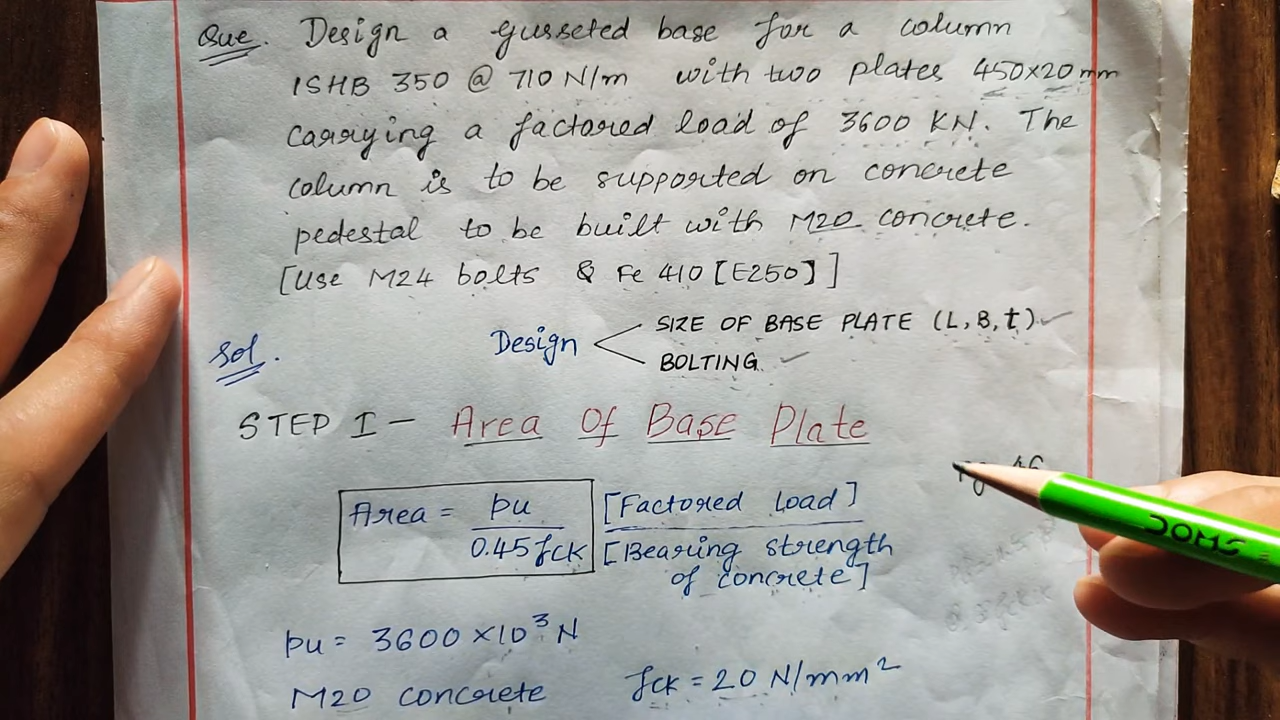 Que. Design a gusseted base for a column
ISHB 350 @ 710 N/m with two plates 450x20 mm
carrying a factored load of 3600 KN. The
column is to be supported on concrete
pedestal to be built with M20 concrete.
[Use M24 bolts & Fe 410 [E250]]
Sol. Design
SIZE OF BASE PLATE (L, B, t)
BOLTING
STEP I - Area Of Base Plate
Area = pu / 0.45 fck
[Factored load]
[Bearing strength
of concrete]
pu = 3600 x 10³ N
M20 concrete fck = 20 N/mm²
DOMS